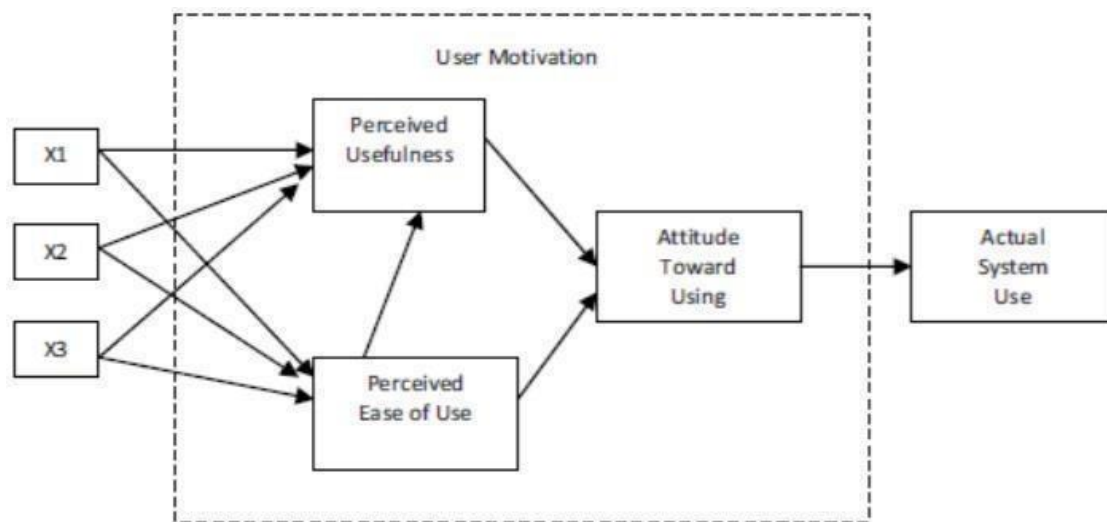 User Motivation
X1
X2
X3
Perceived
Usefulness
Perceived
Ease of Use
Attitude
Toward
Using
Actual
System
Use